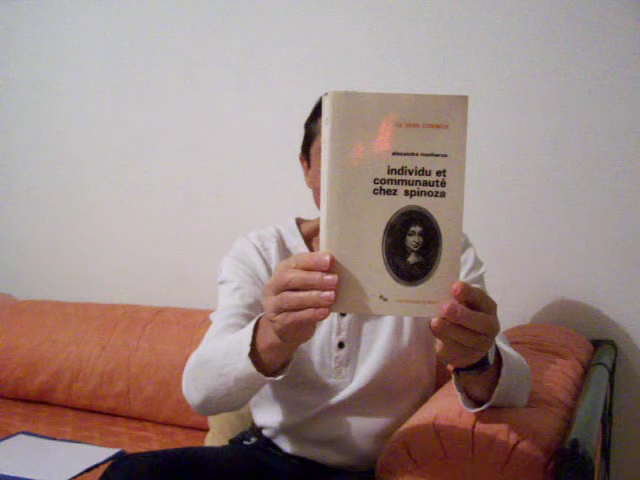 le sens commun
alexandre matheron
individu et
communauté
chez spinoza